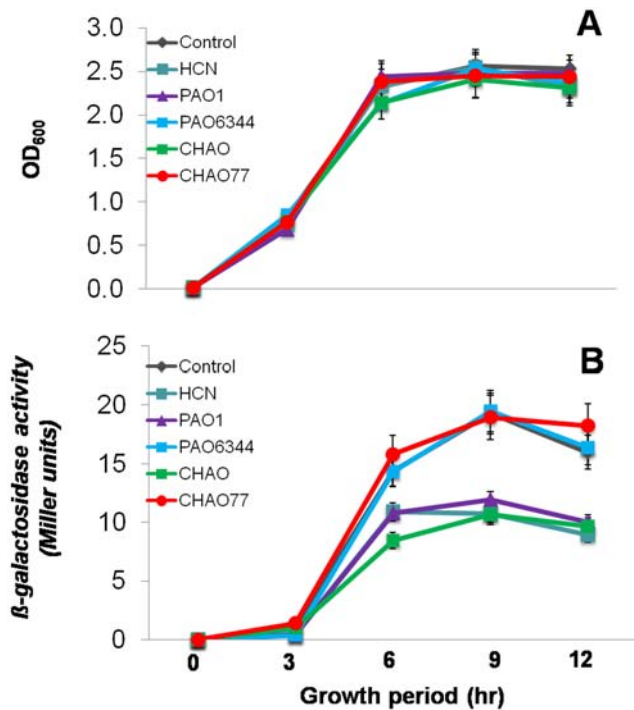 A
3.0
2.5
2.0
1.5
1.0
0.5
0.0
OD600
Control
HCN
PAO1
PAO6344
CHAO
CHAO77
B
25
20
15
10
5
0
ß-galactosidase activity
(Miller units)
Control
HCN
PAO1
PAO6344
CHAO
CHAO77
0 3 6 9 12
Growth period (hr)